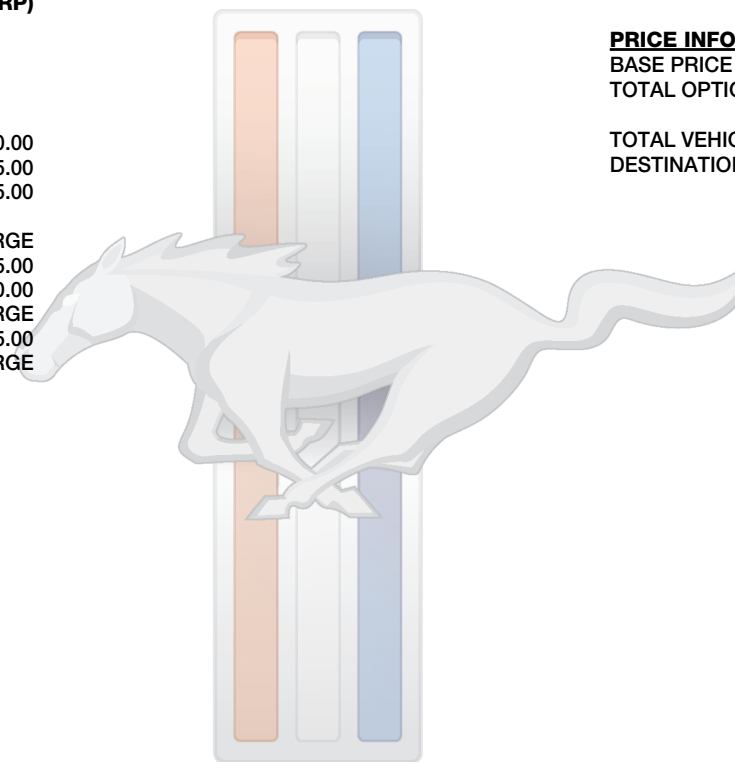 RP)
0.00
5.00
5.00
RGE
5.00
0.00
RGE
5.00
RGE
PRICE INFO
BASE PRICE
TOTAL OPTIO
TOTAL VEHIC
DESTINATION